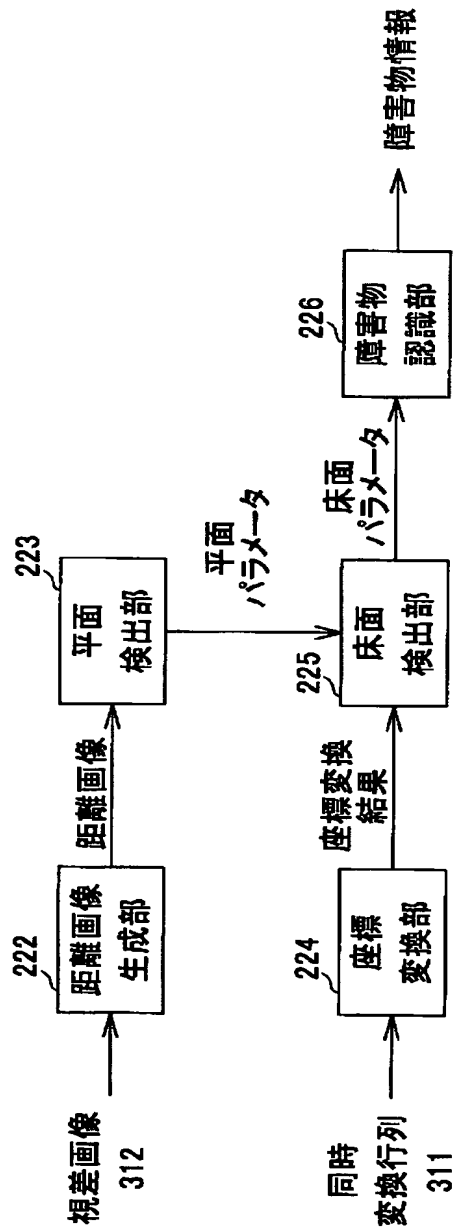 視差画像
312
222
距離画像
生成部
距離画像
223
平面
検出部
平面
パラメータ
同時
変換行列
311
224
座標
変換部
座標変換
結果
225
床面
検出部
床面
パラメータ
226
障害物
認識部
障害物情報